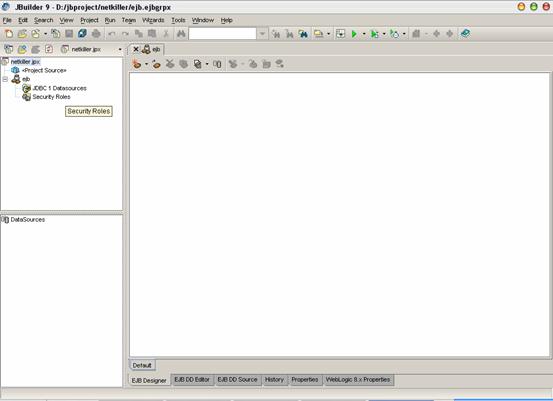 JBuilder 9 - D:/jbproject/netkiller/ejb.ejbgrpx
File Edit Search View Project Run Team Wizards Tools Window Help
netkiller.jpx
ejb
netkiller.jpx
<Project Source>
ejb
JDBC 1 Datasources
Security Roles
Security Roles
DataSources
Default
EJB Designer EJB DD Editor EJB DD Source History Properties WebLogic 8.x Properties